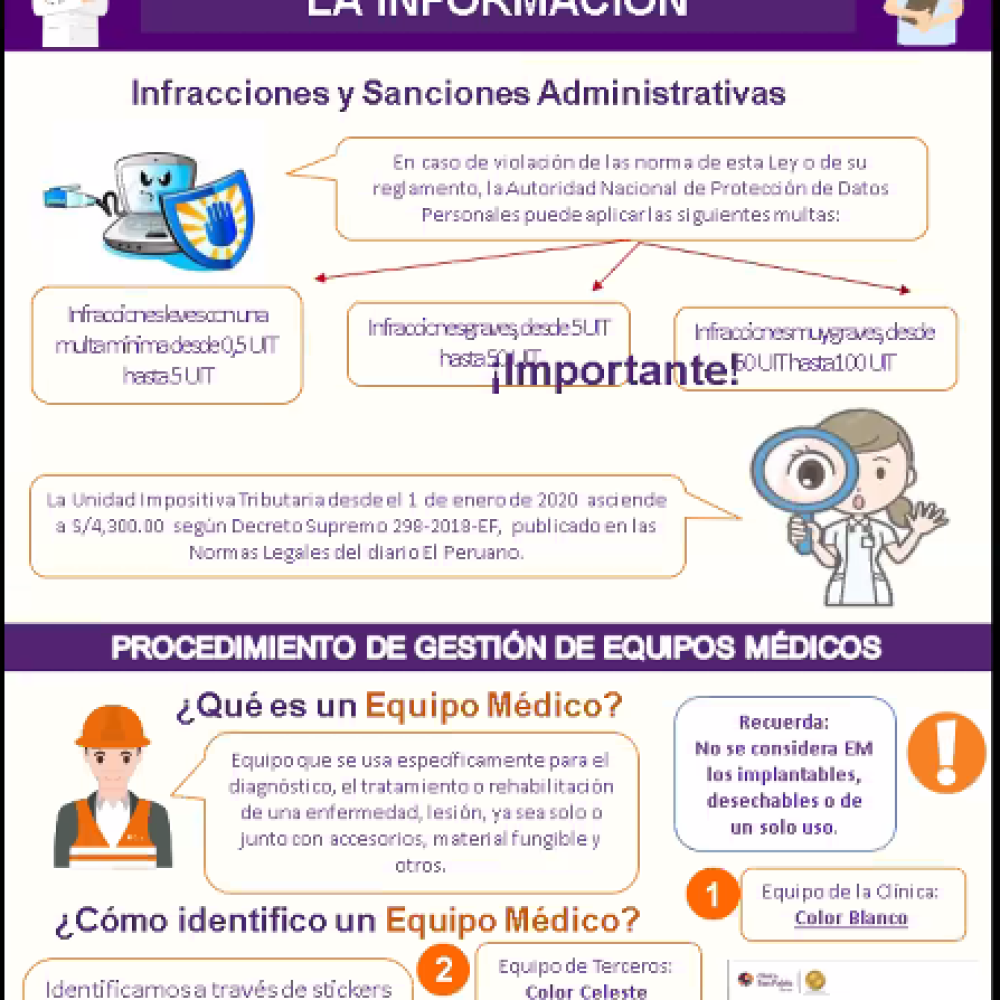 LA INFORMACIÓN
Infracciones y Sanciones Administrativas
En caso de violación de las norma de esta Ley o de su
reglamento, la Autoridad Nacional de Protección de Datos
Personales puede aplicar las siguientes multas:
Infracciones leves con una
multa mínima desde 0,5 UIT
hasta 5 UIT
Infracciones graves, desde 5 UIT
hasta 50 UIT
Infracciones muy graves, desde
50 UIT hasta 100 UIT
¡Importante!
La Unidad Impositiva Tributaria desde el 1 de enero de 2020 asciende
a S/4,300.00 según Decreto Supremo 298-2018-EF, publicado en las
Normas Legales del diario El Peruano.
PROCEDIMIENTO DE GESTIÓN DE EQUIPOS MÉDICOS
¿Qué es un Equipo Médico?
Equipo que se usa específicamente para el
diagnóstico, el tratamiento o rehabilitación
de una enfermedad, lesión, ya sea solo o
junto con accesorios, material fungible y
otros.
Recuerda:
No se considera EM
los implantables,
desechables o de
un solo uso.
!
¿Cómo identifico un Equipo Médico?
1
Equipo de la Clínica:
Color Blanco
2
Equipo de Terceros:
Color Celeste
Identificamos a través de stickers
Clínica
San Pablo